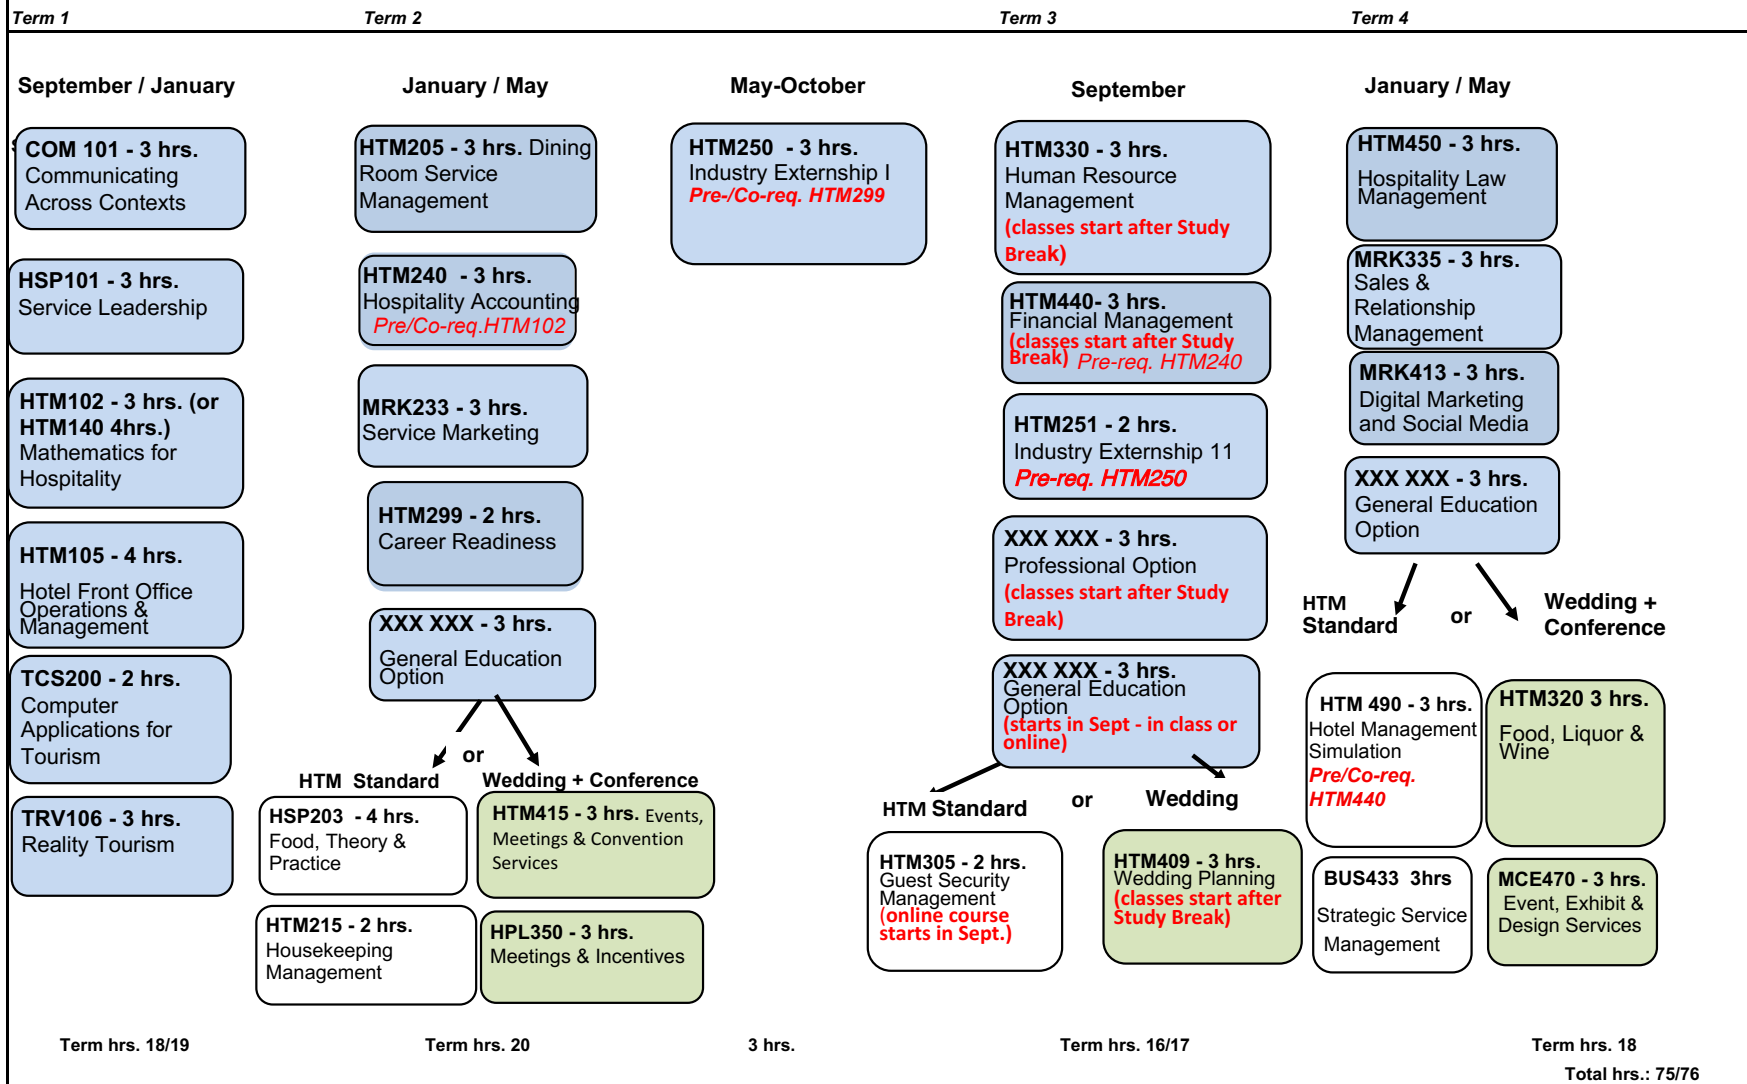 Term 1
Term 2
Term 3
Term 4
September / January
January / May
May-October
September
January / May
COM 101 - 3 hrs.
Communicating
Across Contexts
HSP101 - 3 hrs.
Service Leadership
HTM102 - 3 hrs. (or
HTM140 4hrs.)
Mathematics for
Hospitality
HTM105 - 4 hrs.
Hotel Front Office
Operations &
Management
TCS200 - 2 hrs.
Computer
Applications for
Tourism
TRV106 - 3 hrs.
Reality Tourism
HTM205 - 3 hrs. Dining
Room Service
Management
HTM240 - 3 hrs.
Hospitality Accounting
Pre/Co-req.HTM102
MRK233 - 3 hrs.
Service Marketing
HTM299 - 2 hrs.
Career Readiness
XXX XXX - 3 hrs.
General Education
Option
or
HTM Standard
Wedding + Conference
HSP203 - 4 hrs.
Food, Theory &
Practice
HTM415 - 3 hrs. Events,
Meetings & Convention
Services
HTM215 - 2 hrs.
Housekeeping
Management
HPL350 - 3 hrs.
Meetings & Incentives
HTM250 - 3 hrs.
Industry Externship I
Pre-/Co-req. HTM299
HTM330 - 3 hrs.
Human Resource
Management
(classes start after Study
Break)
HTM440- 3 hrs.
Financial Management
(classes start after Study
Break) Pre-req. HTM240
HTM251 - 2 hrs.
Industry Externship 11
Pre-req. HTM250
XXX XXX - 3 hrs.
Professional Option
(classes start after Study
Break)
XXX XXX - 3 hrs.
General Education
Option
(starts in Sept - in class or
online)
HTM Standard
or
Wedding
HTM305 - 2 hrs.
Guest Security
Management
(online course
starts in Sept.)
HTM409 - 3 hrs.
Wedding Planning
(classes start after
Study Break)
HTM450 - 3 hrs.
Hospitality Law
Management
MRK335 - 3 hrs.
Sales &
Relationship
Management
MRK413 - 3 hrs.
Digital Marketing
and Social Media
XXX XXX - 3 hrs.
General Education
Option
HTM
Standard
or
Wedding +
Conference
HTM 490 - 3 hrs.
Hotel Management
Simulation
Pre/Co-req.
HTM440
HTM320 3 hrs.
Food, Liquor &
Wine
BUS433 3hrs
Strategic Service
Management
MCE470 - 3 hrs.
Event, Exhibit &
Design Services
Term hrs. 18/19
Term hrs. 20
3 hrs.
Term hrs. 16/17
Term hrs. 18
Total hrs.: 75/76